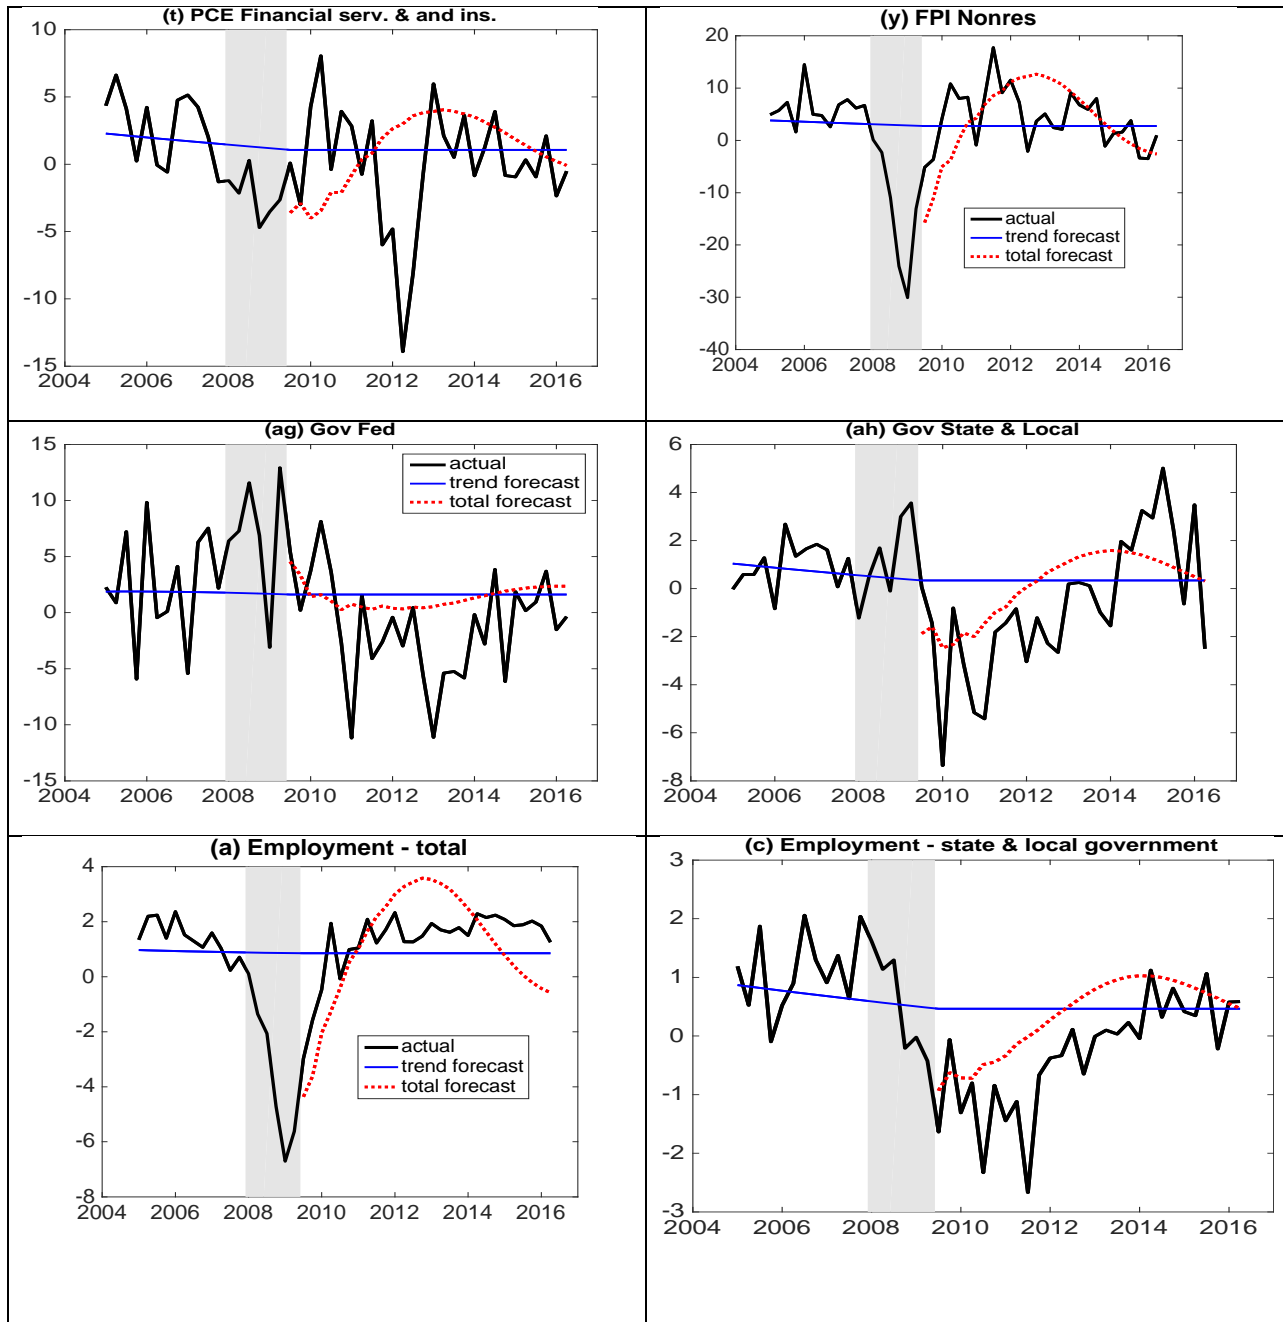 (t) PCE Financial serv. & and ins.
10
5
0
-5
-10
-15
2004 2006 2008 2010 2012 2014 2016
(y) FPI Nonres
20
10
0
-10
-20
-30
-40
actual
trend forecast
total forecast
2004 2006 2008 2010 2012 2014 2016
(ag) Gov Fed
15
10
5
0
-5
-10
-15
actual
trend forecast
total forecast
2004 2006 2008 2010 2012 2014 2016
(ah) Gov State & Local
6
4
2
0
-2
-4
-6
-8
2004 2006 2008 2010 2012 2014 2016
(a) Employment - total
4
2
0
-2
-4
-6
-8
actual
trend forecast
total forecast
2004 2006 2008 2010 2012 2014 2016
(c) Employment - state & local government
3
2
1
0
-1
-2
-3
2004 2006 2008 2010 2012 2014 2016